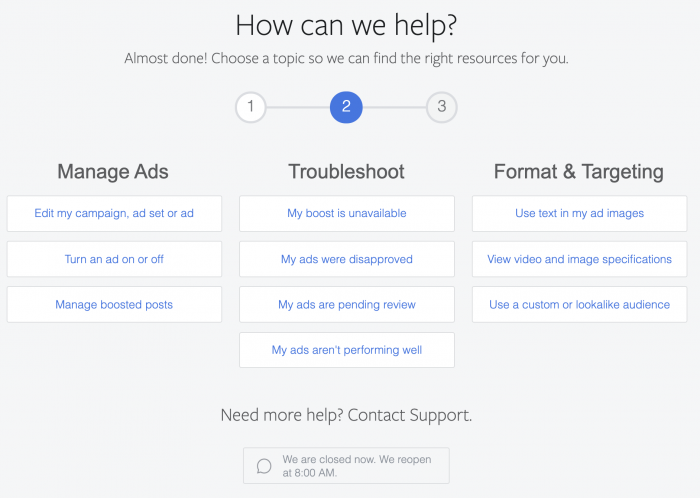 How can we help?
Almost done! Choose a topic so we can find the right resources for you.
1
2
3
Manage Ads
Edit my campaign, ad set or ad
Turn an ad on or off
Manage boosted posts
Troubleshoot
My boost is unavailable
My ads were disapproved
My ads are pending review
My ads aren't performing well
Format & Targeting
Use text in my ad images
View video and image specifications
Use a custom or lookalike audience
Need more help? Contact Support.
We are closed now. We reopen
at 8:00 AM.